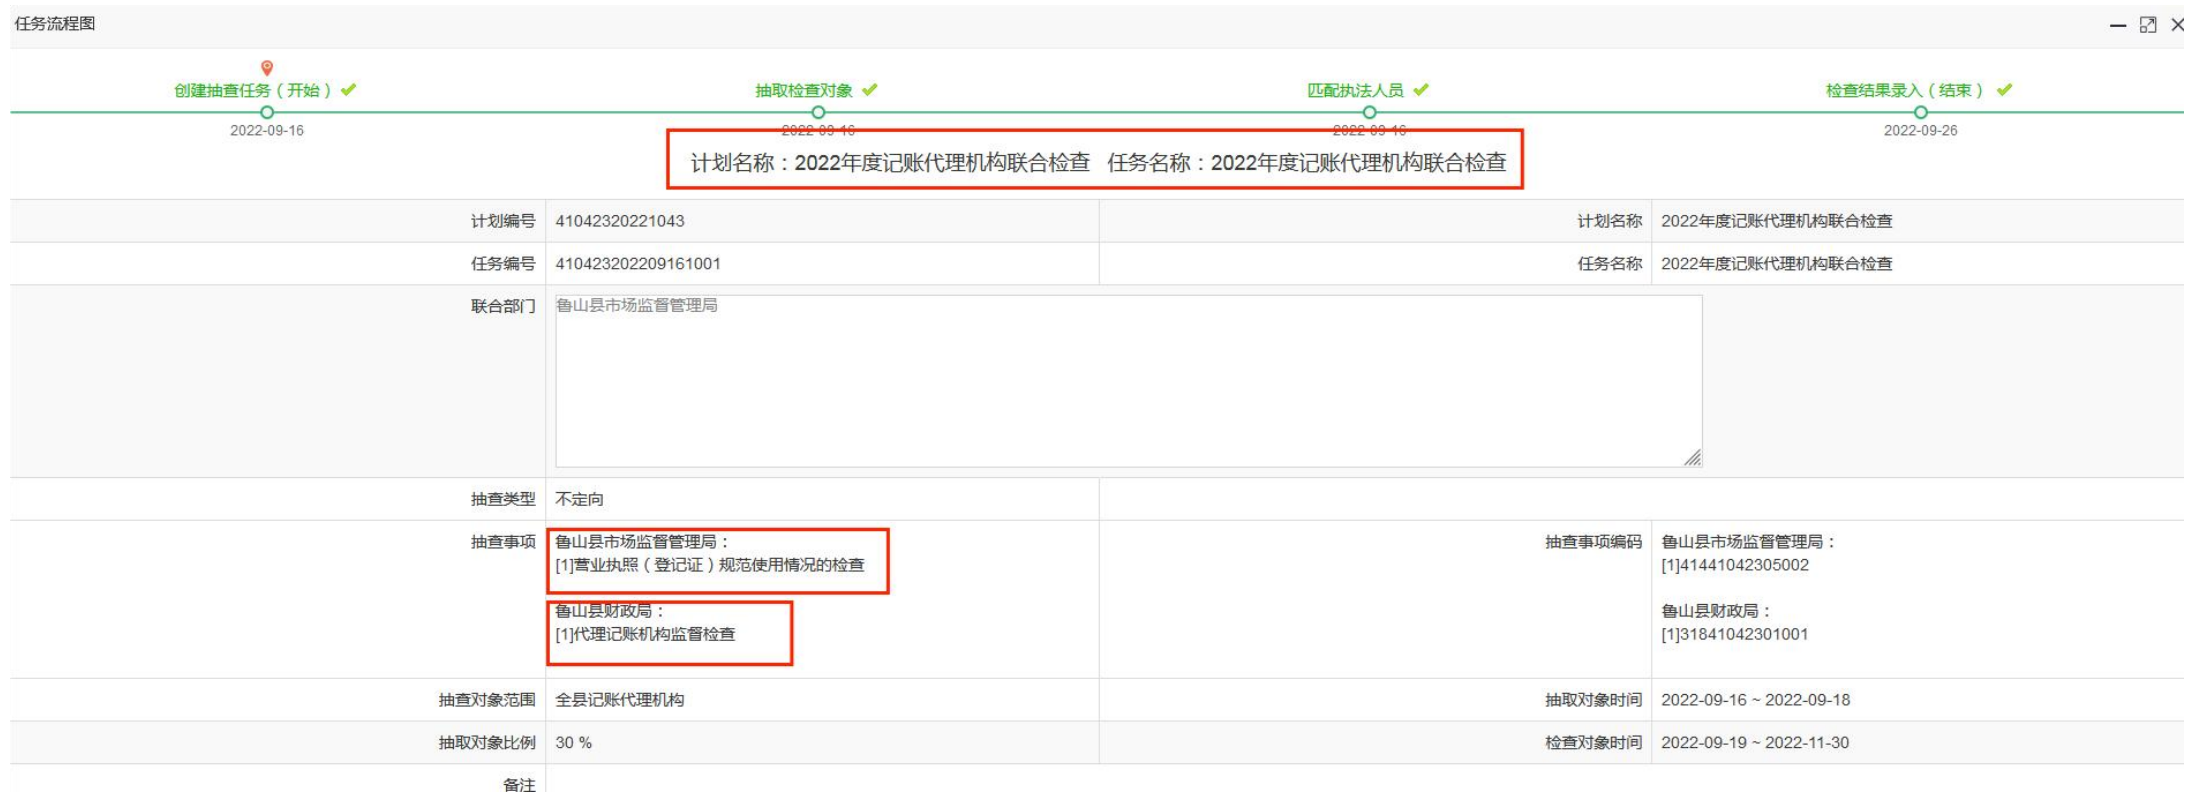 任务流程图
创建抽查任务（开始） 抽取检查对象 匹配执法人员 检查结果录入（结束）
2022-09-16 2022-09-16 2022-09-16 2022-09-26
计划名称：2022年度记账代理机构联合检查 任务名称：2022年度记账代理机构联合检查
计划编号 41042320221043 计划名称 2022年度记账代理机构联合检查
任务编号 410423202209161001 任务名称 2022年度记账代理机构联合检查
联合部门 鲁山县市场监督管理局
抽查类型 不定向
抽查事项 鲁山县市场监督管理局： 抽查事项编码 鲁山县市场监督管理局：
[1]营业执照（登记证）规范使用情况的检查 [1]41441042305002
鲁山县财政局： 鲁山县财政局：
[1]代理记账机构监督检查 [1]31841042301001
抽查对象范围 全县记账代理机构 抽取对象时间 2022-09-16 ~ 2022-09-18
抽取对象比例 30 % 检查对象时间 2022-09-19 ~ 2022-11-30
备注